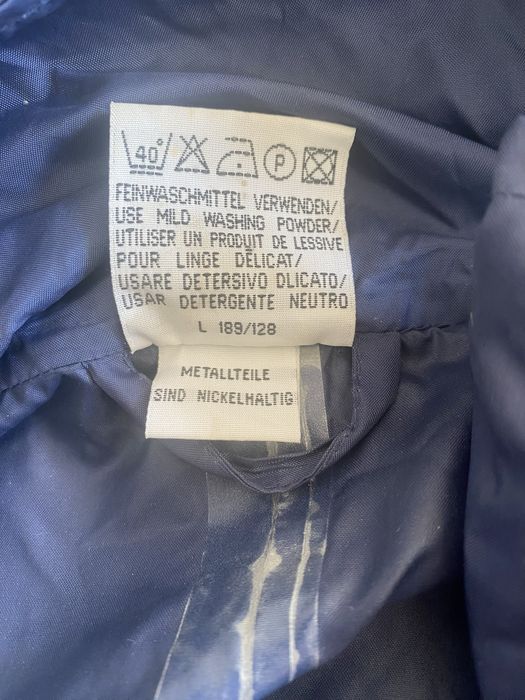 40°
P
FEINWASCHMITTEL VERWENDEN/
USE MILD WASHING POWDER/
UTILISER UN PRODUIT DE LESSIVE
POUR LINGE DÉLICAT/
USARE DETERSIVO DLICATO/
USAR DETERGENTE NEUTRO
L 189/128
METALLTEILE
SIND NICKELHALTIG